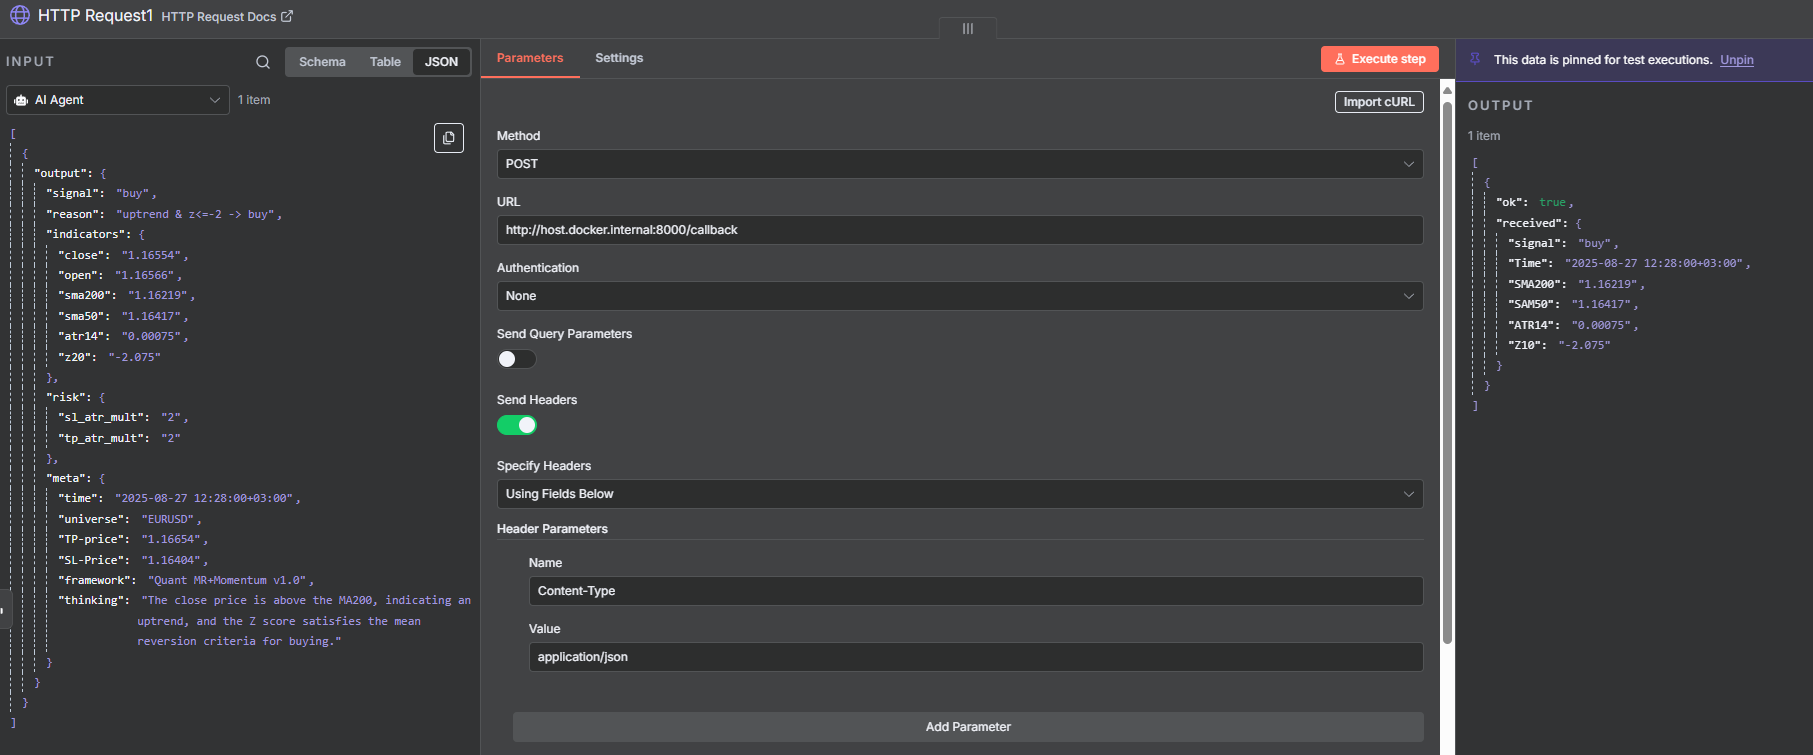 HTTP Request1 HTTP Request Docs
INPUT
Schema Table JSON
AI Agent 1 item
[
{
"output": {
"signal": "buy",
"reason": "uptrend & z<=-2 -> buy",
"indicators": {
"close": "1.16554",
"open": "1.16566",
"sma200": "1.16219",
"sma50": "1.16417",
"atr14": "0.00075",
"z20": "-2.075"
},
"risk": {
"sl_atr_mult": "2",
"tp_atr_mult": "2"
},
"meta": {
"time": "2025-08-27 12:28:00+03:00",
"universe": "EURUSD",
"TP-price": "1.16654",
"SL-Price": "1.16404",
"framework": "Quant MR+Momentum v1.0",
"thinking": "The close price is above the MA200, indicating an
uptrend, and the Z score satisfies the mean
reversion criteria for buying."
}
}
}
]
Parameters Settings
Execute step
Import cURL
Method
POST
URL
http://host.docker.internal:8000/callback
Authentication
None
Send Query Parameters
Send Headers
Specify Headers
Using Fields Below
Header Parameters
Name
Content-Type
Value
application/json
Add Parameter
This data is pinned for test executions. Unpin
OUTPUT
1 item
[
{
"ok": true,
"received": {
"signal": "buy",
"Time": "2025-08-27 12:28:00+03:00",
"SMA200": "1.16219",
"SAM50": "1.16417",
"ATR14": "0.00075",
"Z10": "-2.075"
}
}
]